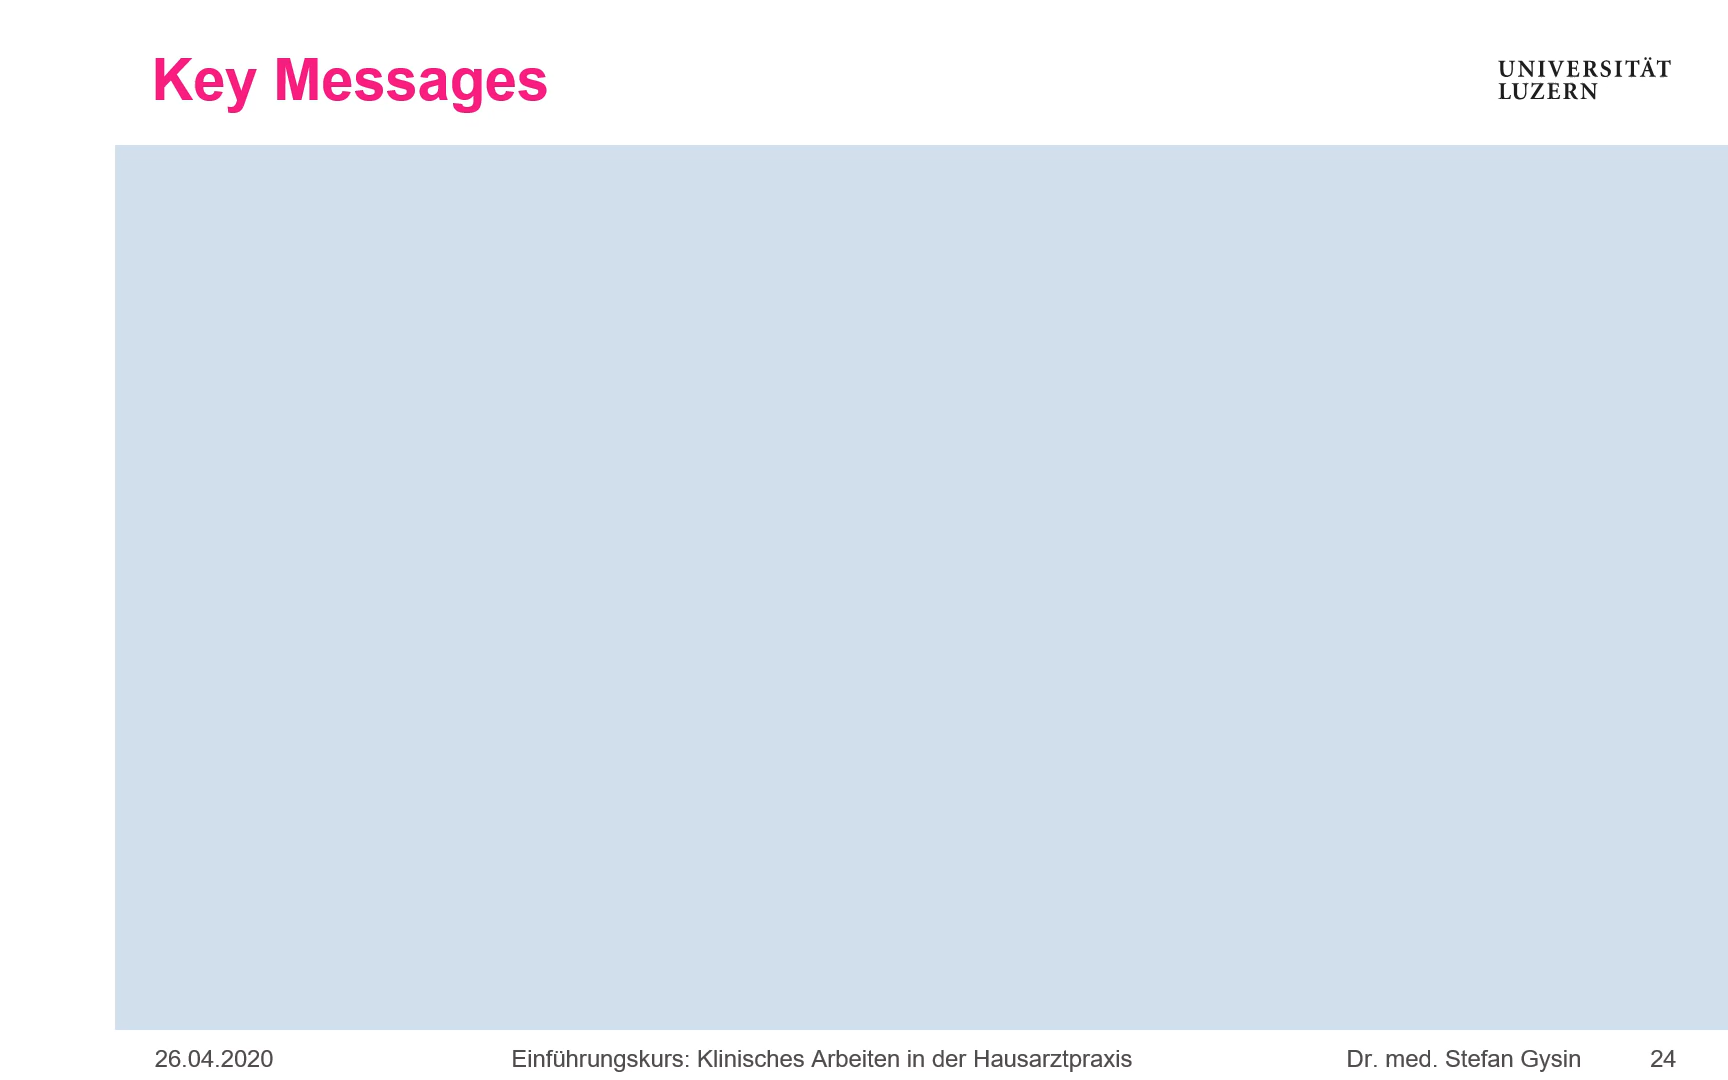 Key Messages
UNIVERSITÄT
LUZERN
26.04.2020 Einführungskurs: Klinisches Arbeiten in der Hausarztpraxis Dr. med. Stefan Gysin 24